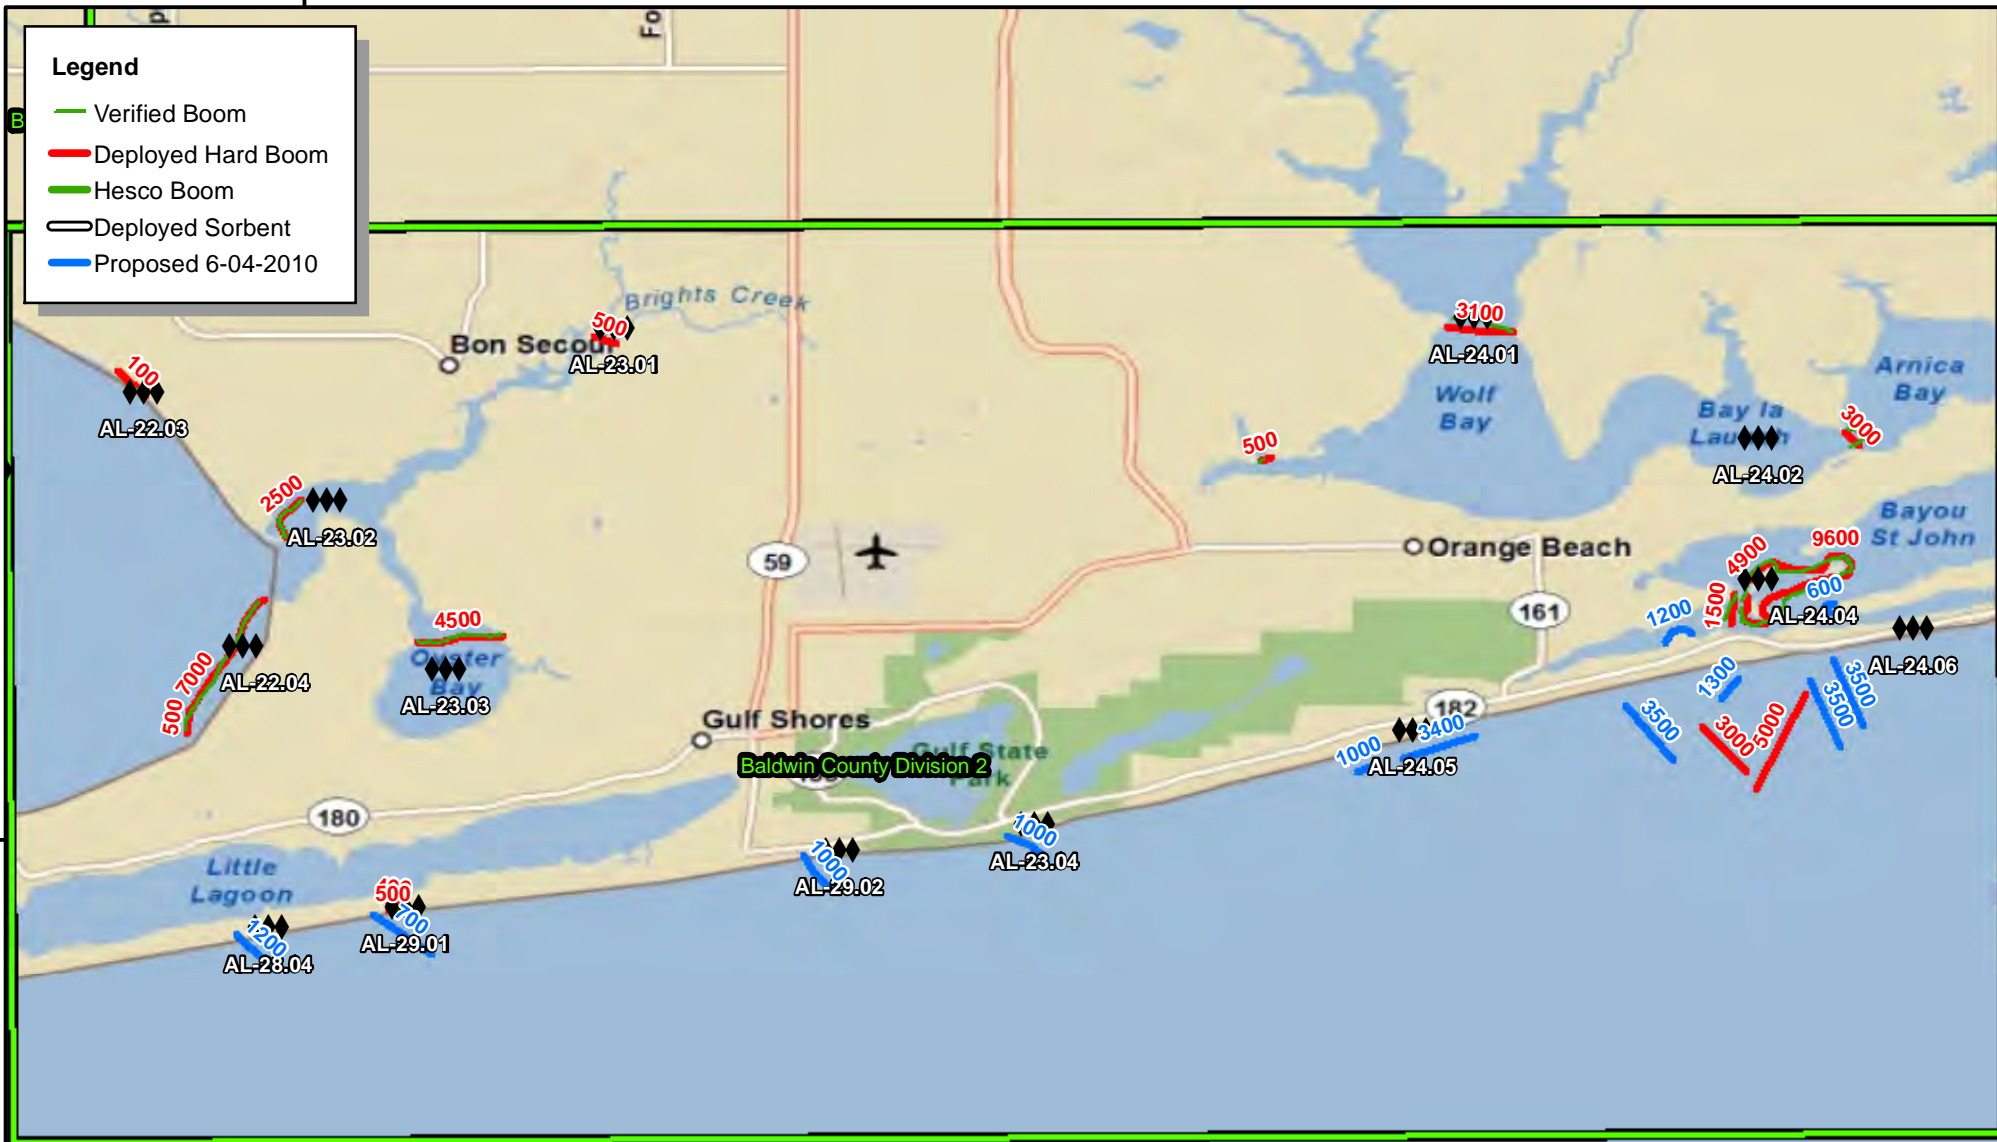 Fo
Legend
Verified Boom
Deployed Hard Boom
Hesco Boom
Deployed Sorbent
Proposed 6-04-2010
B
Brights Creek
500
Bon Secour
AL-23.01
100
AL-22.03
3100
AL-24.01
Wolf
Bay
Arnica
Bay
Bay la
Launch
3000
AL-24.02
500
2500
AL-23.02
59
Orange Beach
Bayou
St John
9600
4900
600
1500
AL-24.04
1200
161
AL-24.06
4500
Oyster
Bay
AL-23.03
7000
AL-22.04
500
Gulf Shores
Gulf State
Park
Baldwin County Division 2
182
3400
1000
AL-24.05
1300
3500
3000
5000
3500
3500
180
Little
Lagoon
1000
AL-23.04
1000
AL-29.02
500
700
AL-29.01
1200
AL-28.04